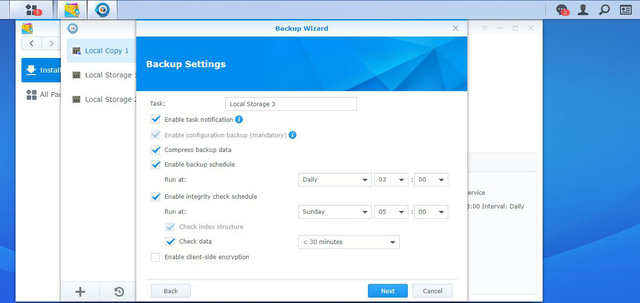 Backup Wizard
Install
All Pac
Local Copy 1
Local Storage
Local Storage 2
Backup Settings
Task: Local Storage 3
Enable task notification
Enable configuration backup (mandatory)
Compress backup data
Enable backup schedule
Run at: Daily 03 : 00
Enable integrity check schedule
Run at: Sunday 05 : 00
Check index structure
Check data < 30 minutes
Enable client-side encryption
Back Next Cancel
ervice
3:00 Interval: Daily